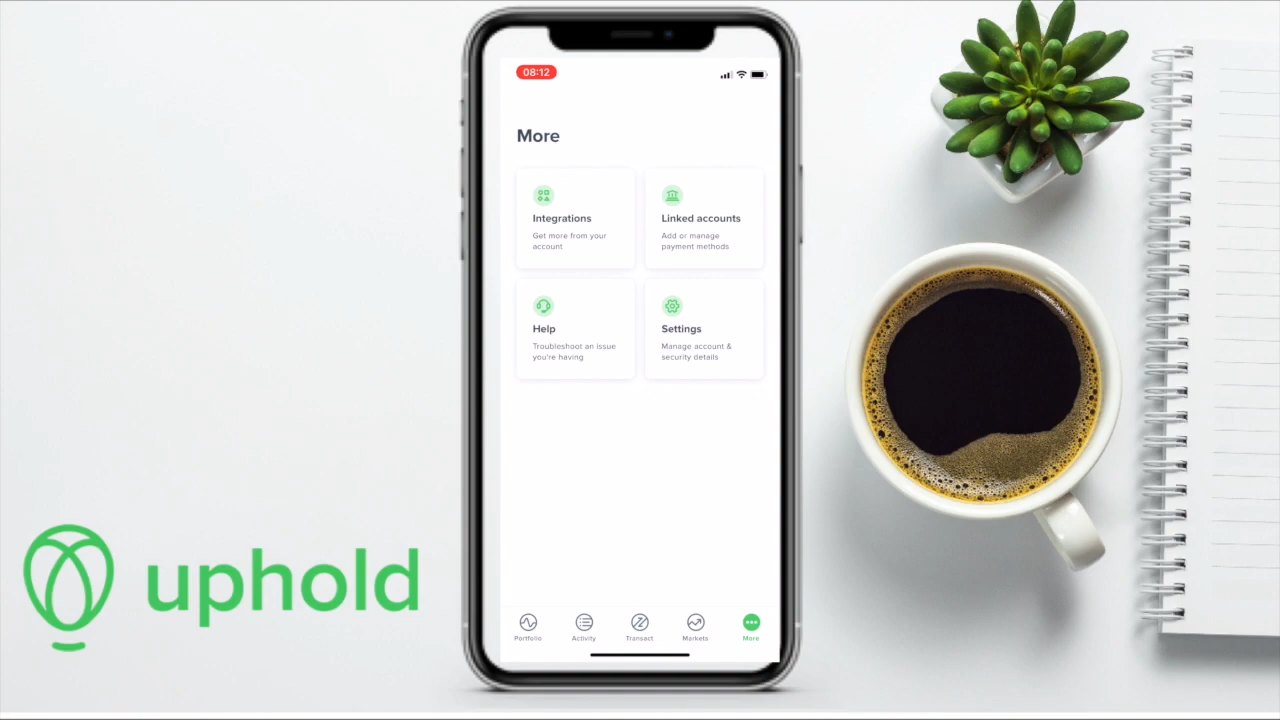 08:12
More
Integrations
Get more from your
account
Linked accounts
Add or manage
payment methods
Help
Troubleshoot an issue
you're having
Settings
Manage account &
security details
Portfolio
Activity
Transact
Markets
More
uphold